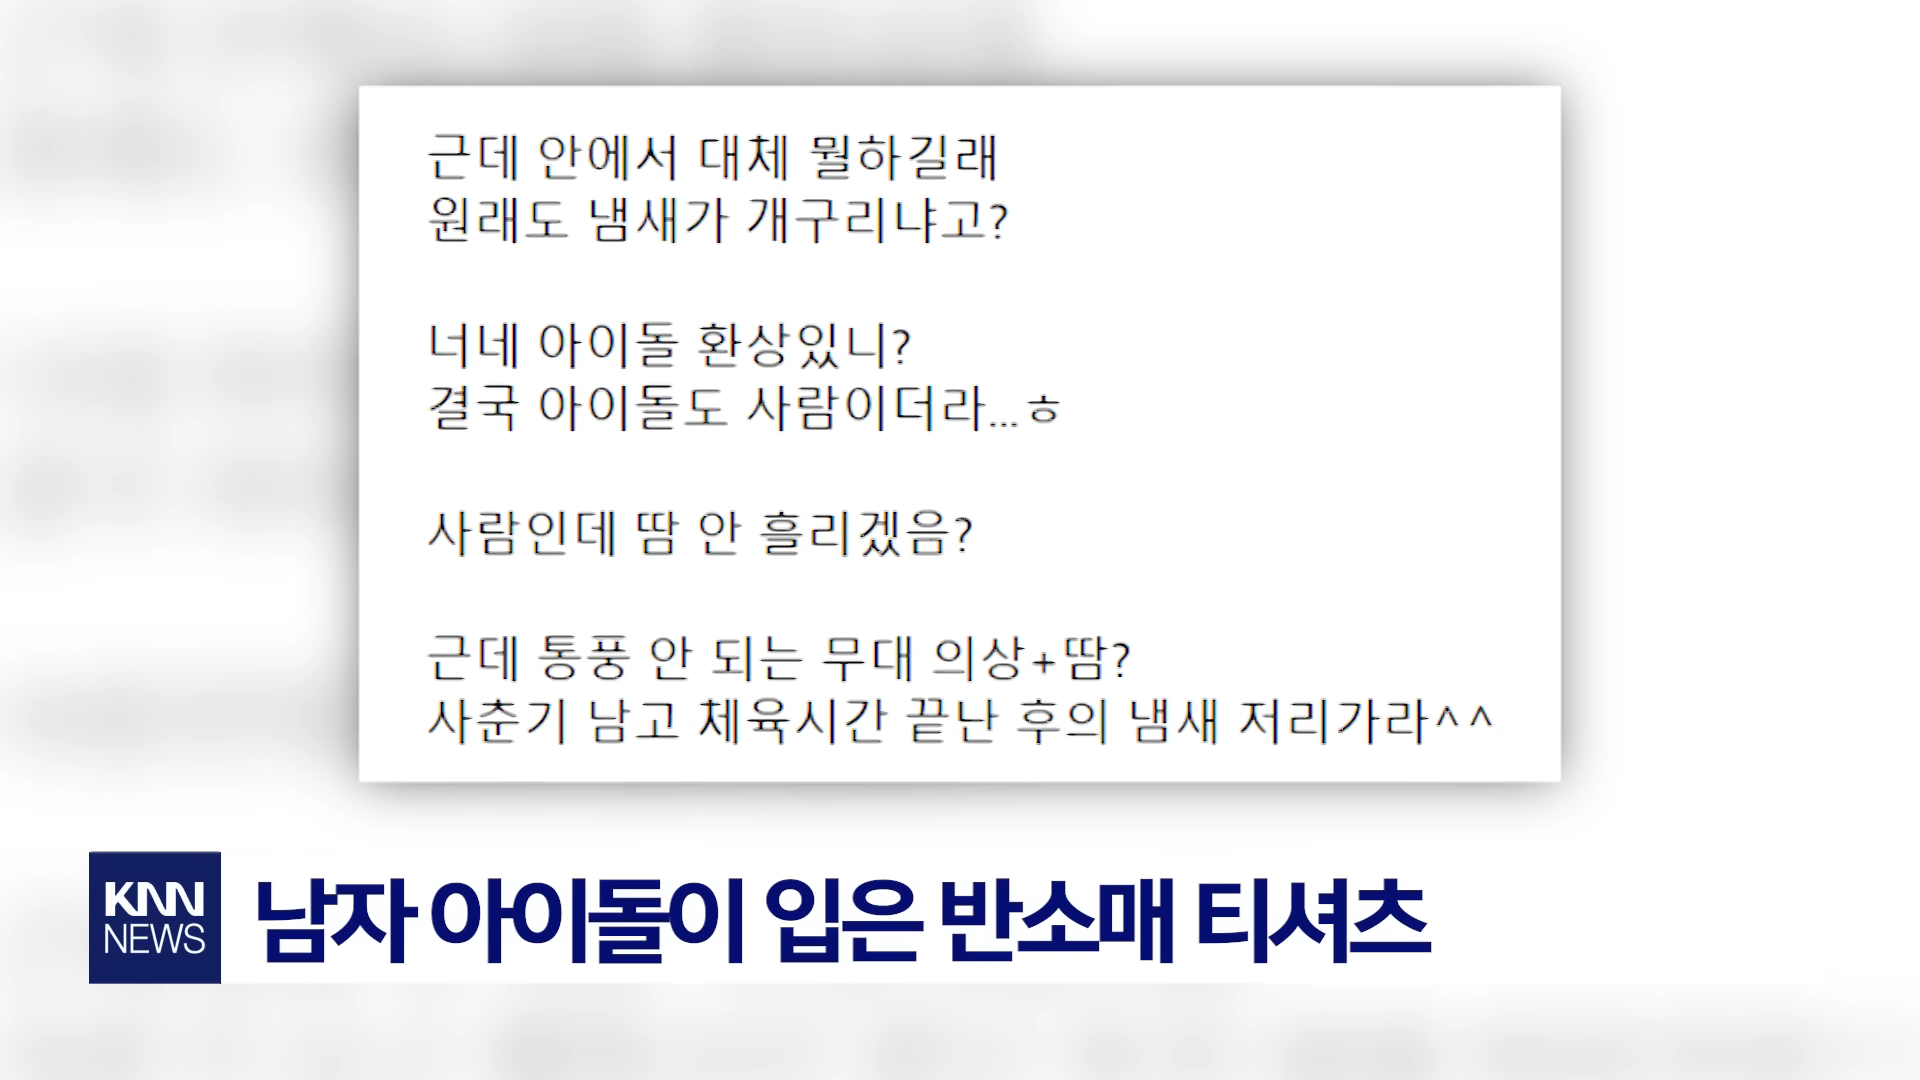 근데 안에서 대체 뭘하길래
원래도 냄새가 개구리냐고?
너네 아이돌 환상있니?
결국 아이돌도 사람이더라...ㅎ
사람인데 땀 안 흘리겠음?
근데 통풍 안 되는 무대 의상+땀?
사춘기 남고 체육시간 끝난 후의 냄새 저리가라^^
KNN
NEWS
남자 아이돌이 입은 반소매 티셔츠